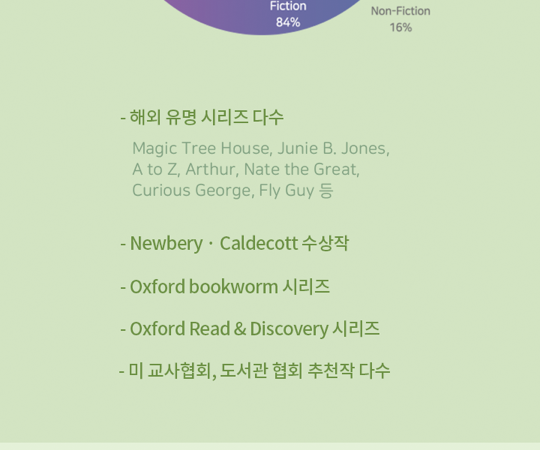 Fiction
84%
Non-Fiction
16%
- 해외 유명 시리즈 다수
Magic Tree House, Junie B. Jones,
A to Z, Arthur, Nate the Great,
Curious George, Fly Guy 등
- Newbery · Caldecott 수상작
- Oxford bookworm 시리즈
- Oxford Read & Discovery 시리즈
- 미 교사협회, 도서관 협회 추천작 다수